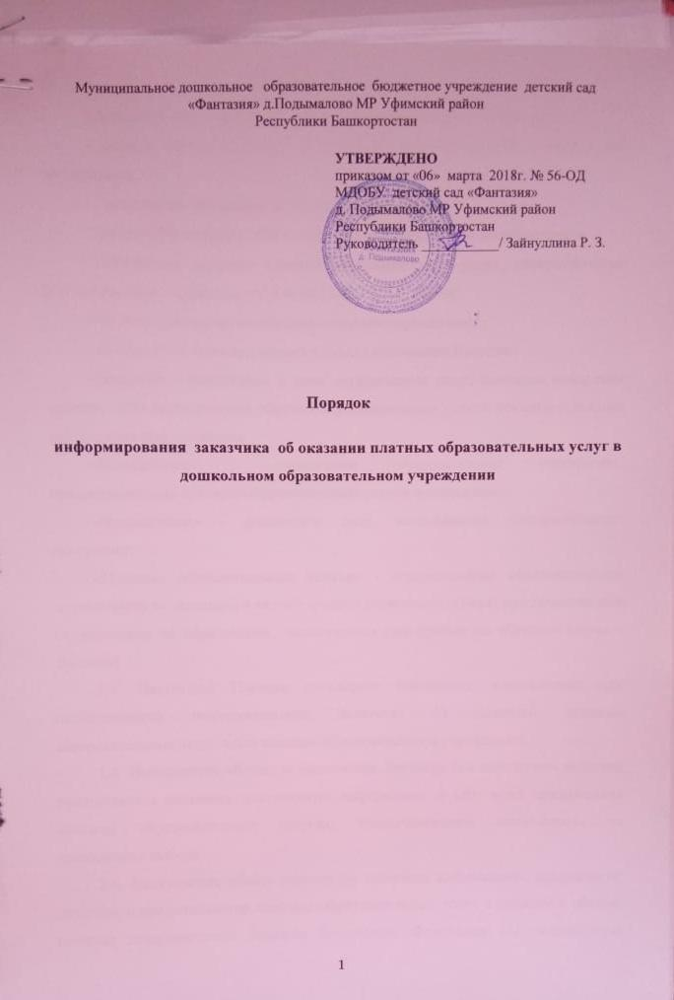 Муниципальное дошкольное образовательное бюджетное учреждение детский сад
«Фантазия» д.Подымалово МР Уфимский район
Республики Башкортостан
УТВЕРЖДЕНО
приказом от «06» марта 2018г. № 56-ОД
МДОБУ детский сад «Фантазия»
д. Подымалово МР Уфимский район
Республики Башкортостан
Руководитель ___________/ Зайнуллина Р. З.
д. Подымалово
Порядок
информирования заказчика об оказании платных образовательных услуг в
дошкольном образовательном учреждении
1